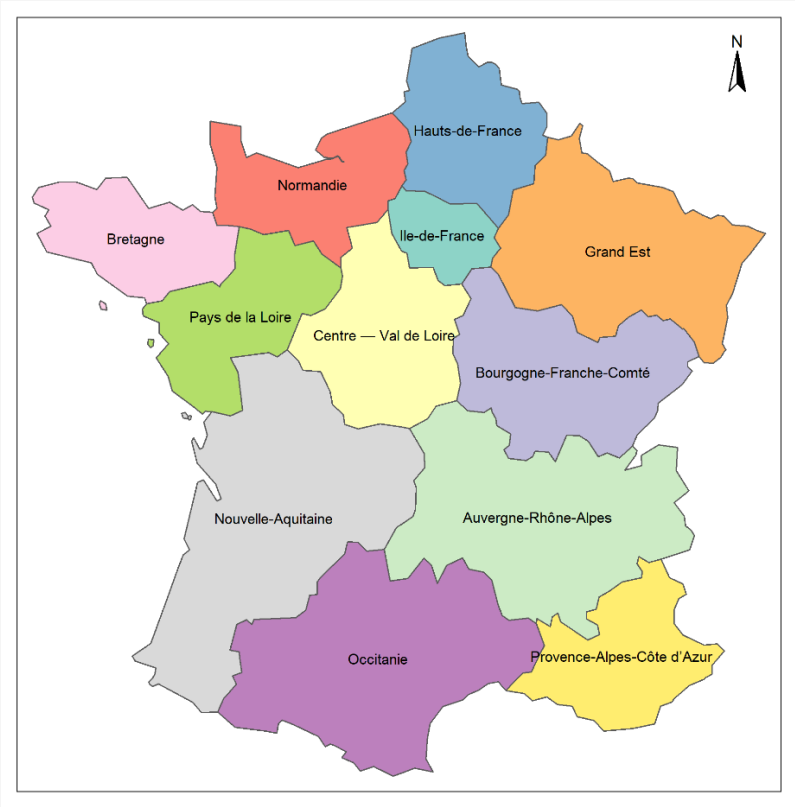 N
Hauts-de-France
Normandie
Ile-de-France
Bretagne
Grand Est
Pays de la Loire
Centre — Val de Loire
Bourgogne-Franche-Comté
Nouvelle-Aquitaine
Auvergne-Rhône-Alpes
Occitanie
Provence-Alpes-Côte d'Azur